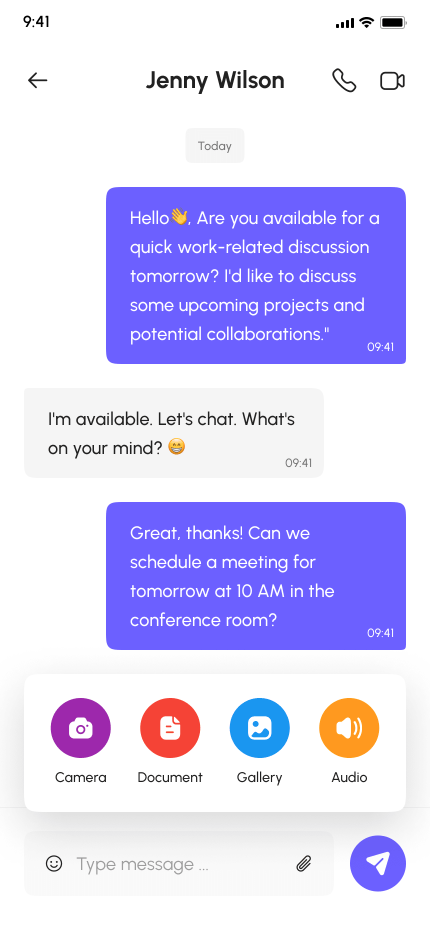 9:41
Jenny Wilson
Today
Hello👋, Are you available for a
quick work-related discussion
tomorrow? I'd like to discuss
some upcoming projects and
potential collaborations."
09:41
I'm available. Let's chat. What's
on your mind? 😁
09:41
Great, thanks! Can we
schedule a meeting for
tomorrow at 10 AM in the
conference room?
09:41
Camera Document Gallery Audio
Type message ...